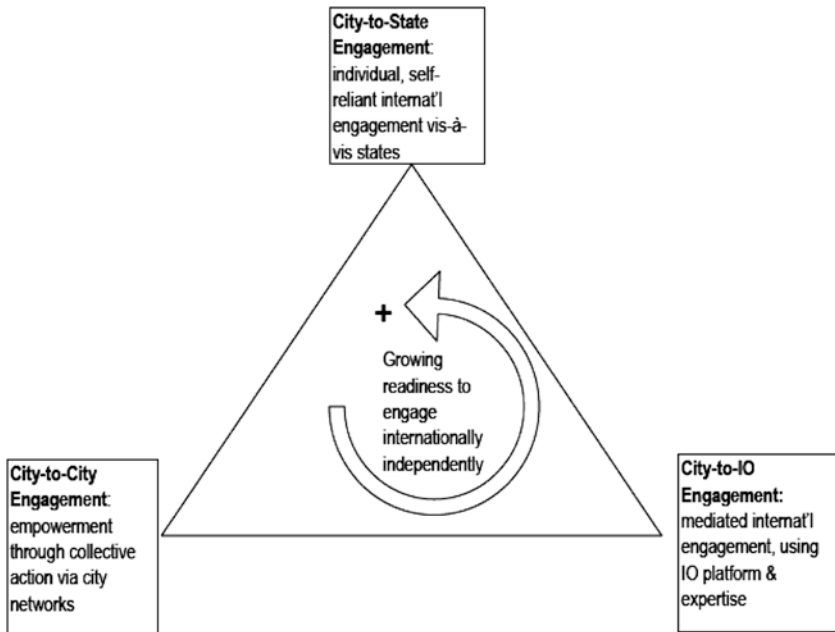 City-to-State
Engagement:
individual, self-
reliant internat'l
engagement vis-à-
vis states
+
Growing
readiness to
engage
internationally
independently
City-to-City
Engagement:
empowerment
through collective
action via city
networks
City-to-IO
Engagement:
mediated internat'l
engagement, using
IO platform &
expertise